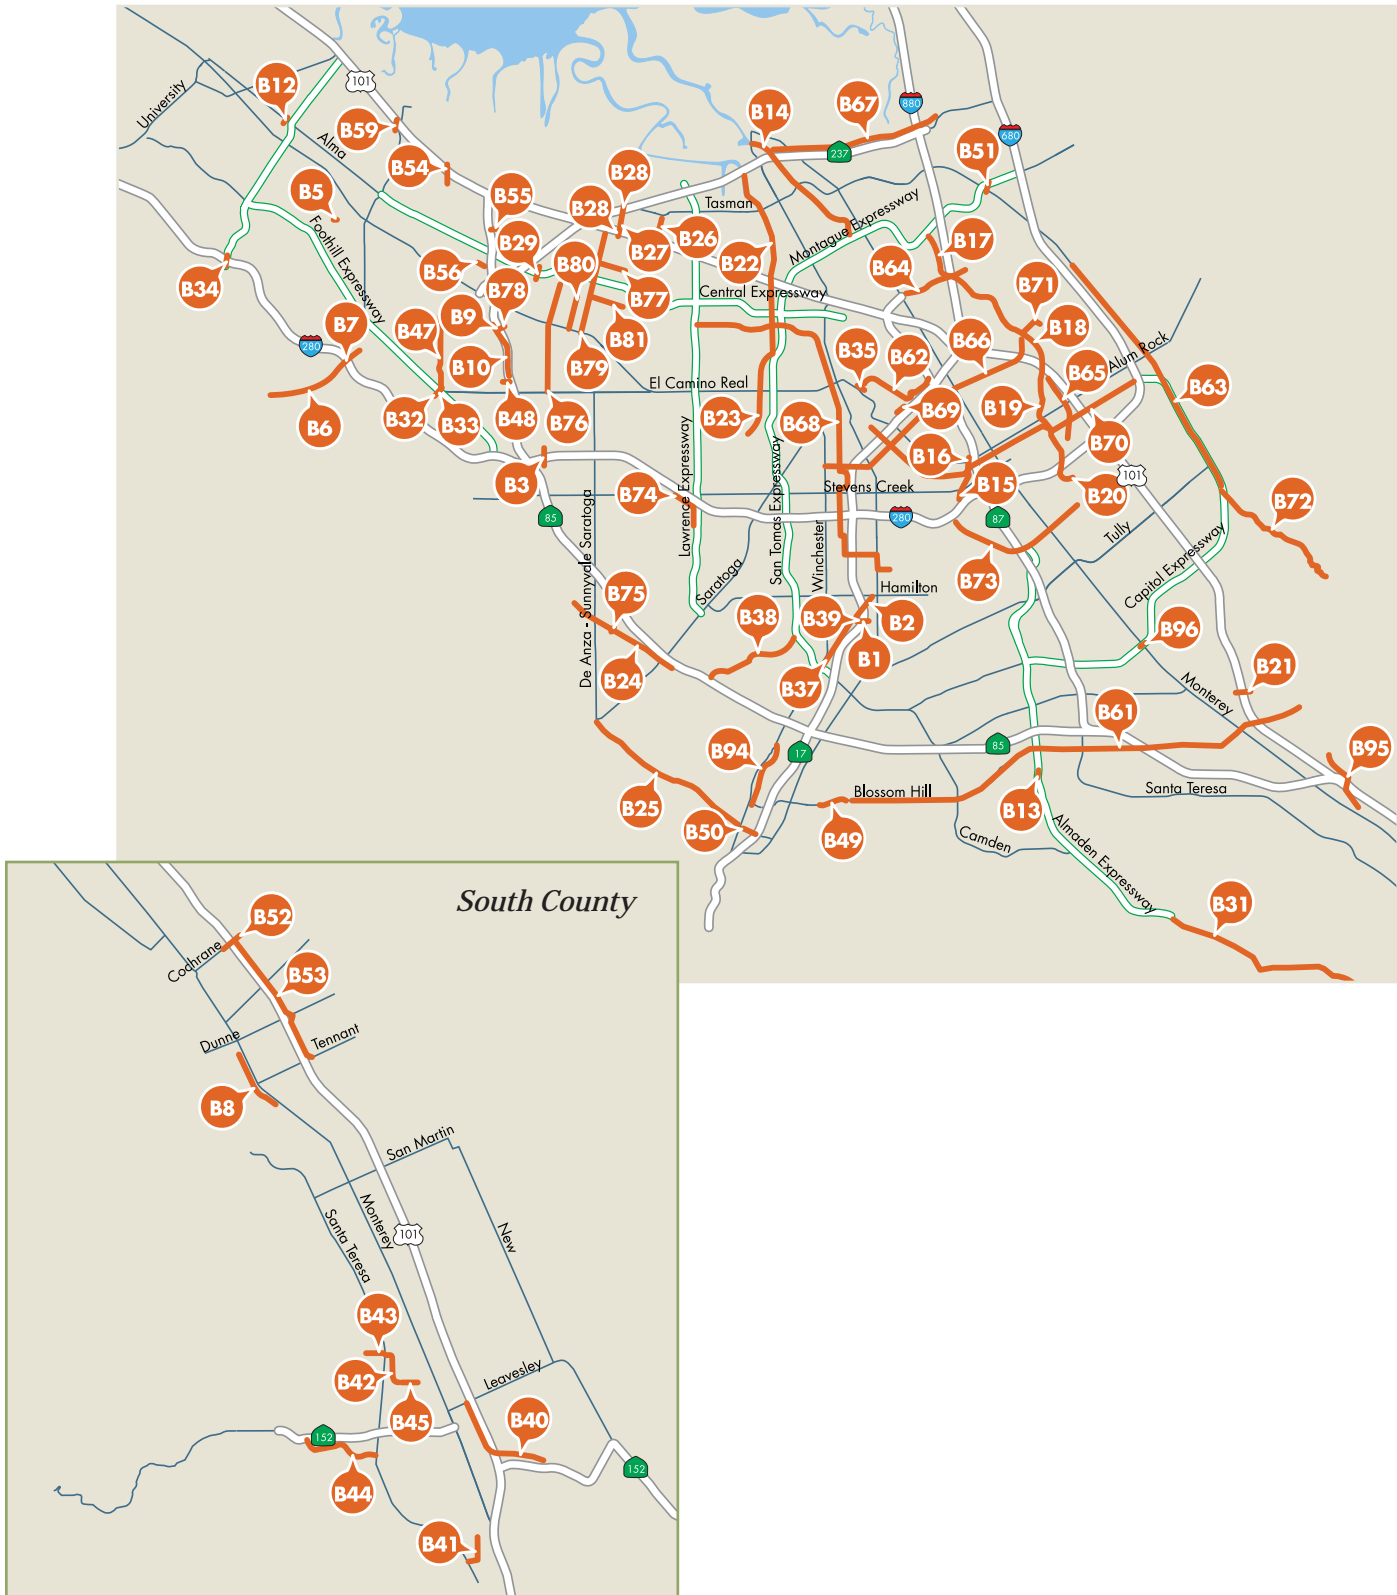 101
B12
University
B59
Alma
B54
B5
B14
B67
880
237
680
B51
B28
B55
B28
Tasman
Foothill Expressway
B29
B27
B26
B22
Montague Expressway
B17
B34
B56
B80
B64
B78
B77
Central Expressway
B71
B7
B47
B9
B81
B18
280
B10
B79
B35
B62
B66
Alum Rock
El Camino Real
B65
B63
B6
B32
B33
B48
B76
B23
B68
B69
B19
B70
B16
B3
Lawrence Expressway
San Tomas Expressway
101
B74
Stevens Creek
B15
B20
B72
85
280
87
De Anza - Sunnyvale Saratoga
Winchester
Tully
Saratoga
B73
Capitol Expressway
Hamilton
B75
B38
B39
B2
B96
B24
B1
B37
B21
Monterey
B61
B94
17
85
B95
B25
Blossom Hill
B13
Santa Teresa
B50
B49
Camden
Almaden Expressway
B31
South County
B52
Cochrane
B53
Dunne
Tennant
B8
San Martin
Santa Teresa
Monterey
101
New
B43
B42
Leavesley
B45
B40
152
152
B44
B41